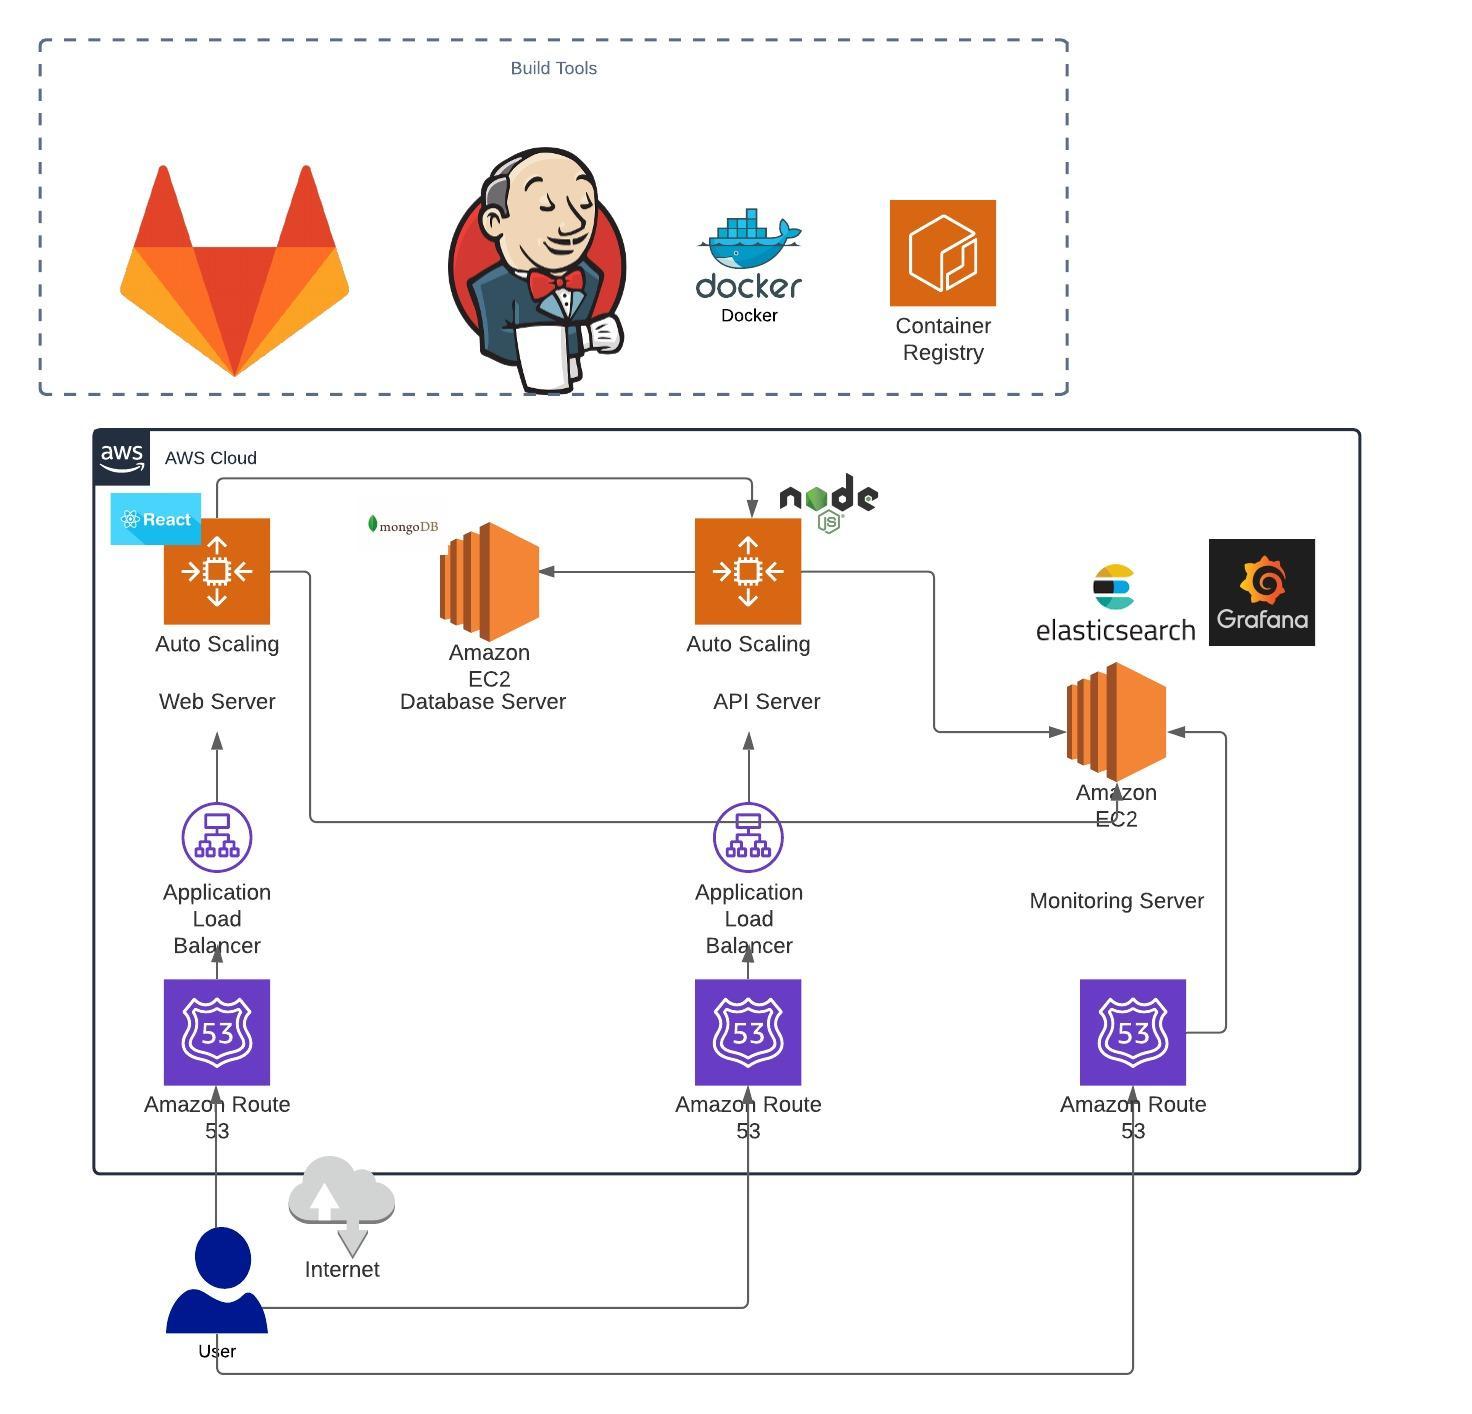 Build Tools
docker
Docker
Container
Registry
aws
AWS Cloud
React
mongoDB
node
JS
elasticsearch
Grafana
Auto Scaling
Amazon
EC2
Auto Scaling
Web Server
Database Server
API Server
Amazon
EC2
Application
Load
Balancer
Application
Load
Balancer
Monitoring Server
53
53
53
Amazon Route
53
Amazon Route
53
Amazon Route
53
Internet
User